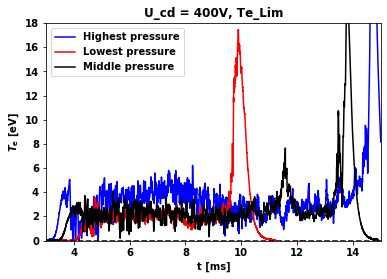 U_cd = 400V, Te_Lim
Highest pressure
Lowest pressure
Middle pressure
Te [eV]
18
16
14
12
10
8
6
4
2
0
4 6 8 10 12 14
t [ms]